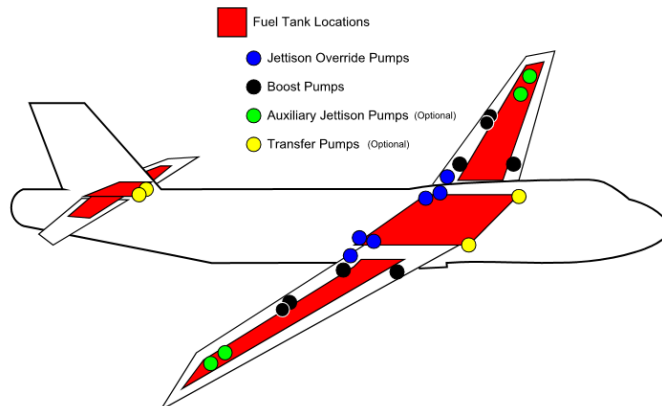 Fuel Tank Locations
Jettison Override Pumps
Boost Pumps
Auxiliary Jettison Pumps (Optional)
Transfer Pumps (Optional)